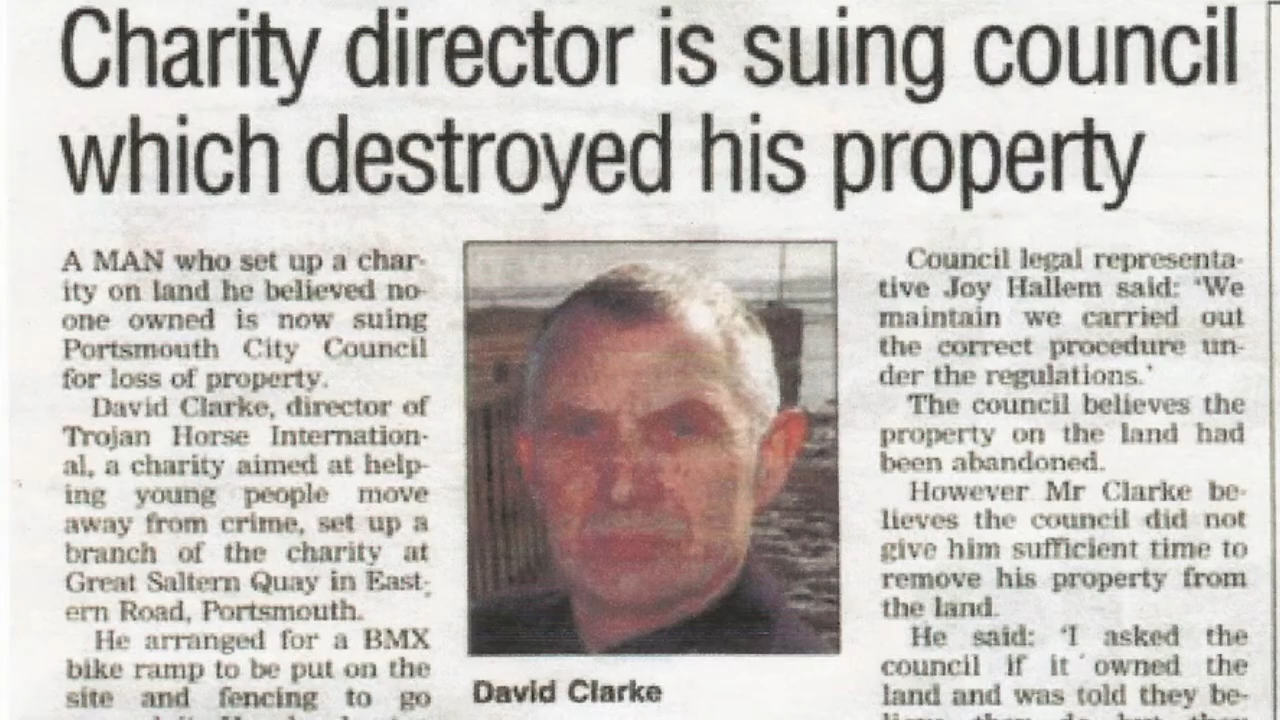 Charity director is suing council
which destroyed his property
A MAN who set up a char-
ity on land he believed no-
one owned is now suing
Portsmouth City Council
for loss of property.
David Clarke, director of
Trojan Horse Internation-
al, a charity aimed at help-
ing young people move
away from crime, set up a
branch of the charity at
Great Saltern Quay in East-
ern Road, Portsmouth.
He arranged for a BMX
bike ramp to be put on the
site and fencing to go
David Clarke
Council legal representa-
tive Joy Hallem said: ‘We
maintain we carried out
the correct procedure un-
der the regulations.’
The council believes the
property on the land had
been abandoned.
However Mr Clarke be-
lieves the council did not
give him sufficient time to
remove his property from
the land.
He said: ‘I asked the
council if it owned the
land and was told they be-